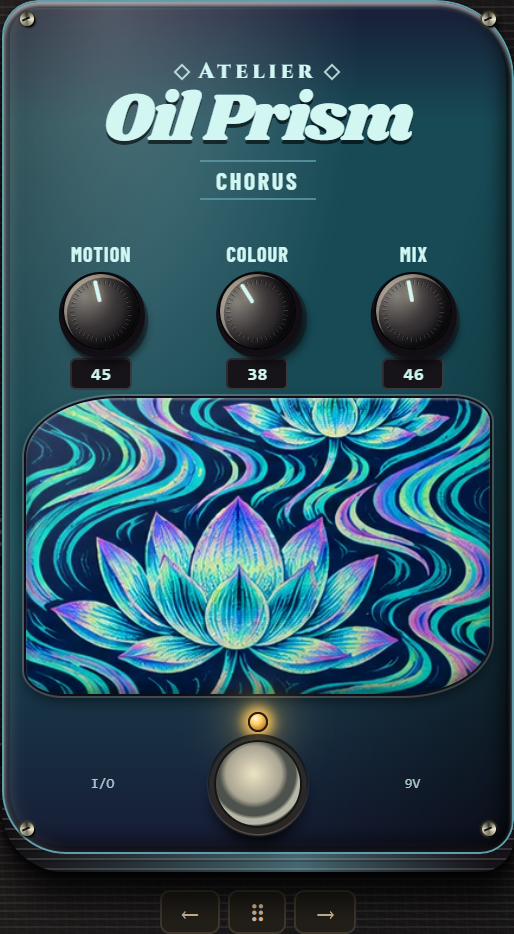 ◇ ATELIER ◇
Oil Prism
CHORUS
MOTION COLOUR MIX
45 38 46
I/O 9V
← ⠿ →